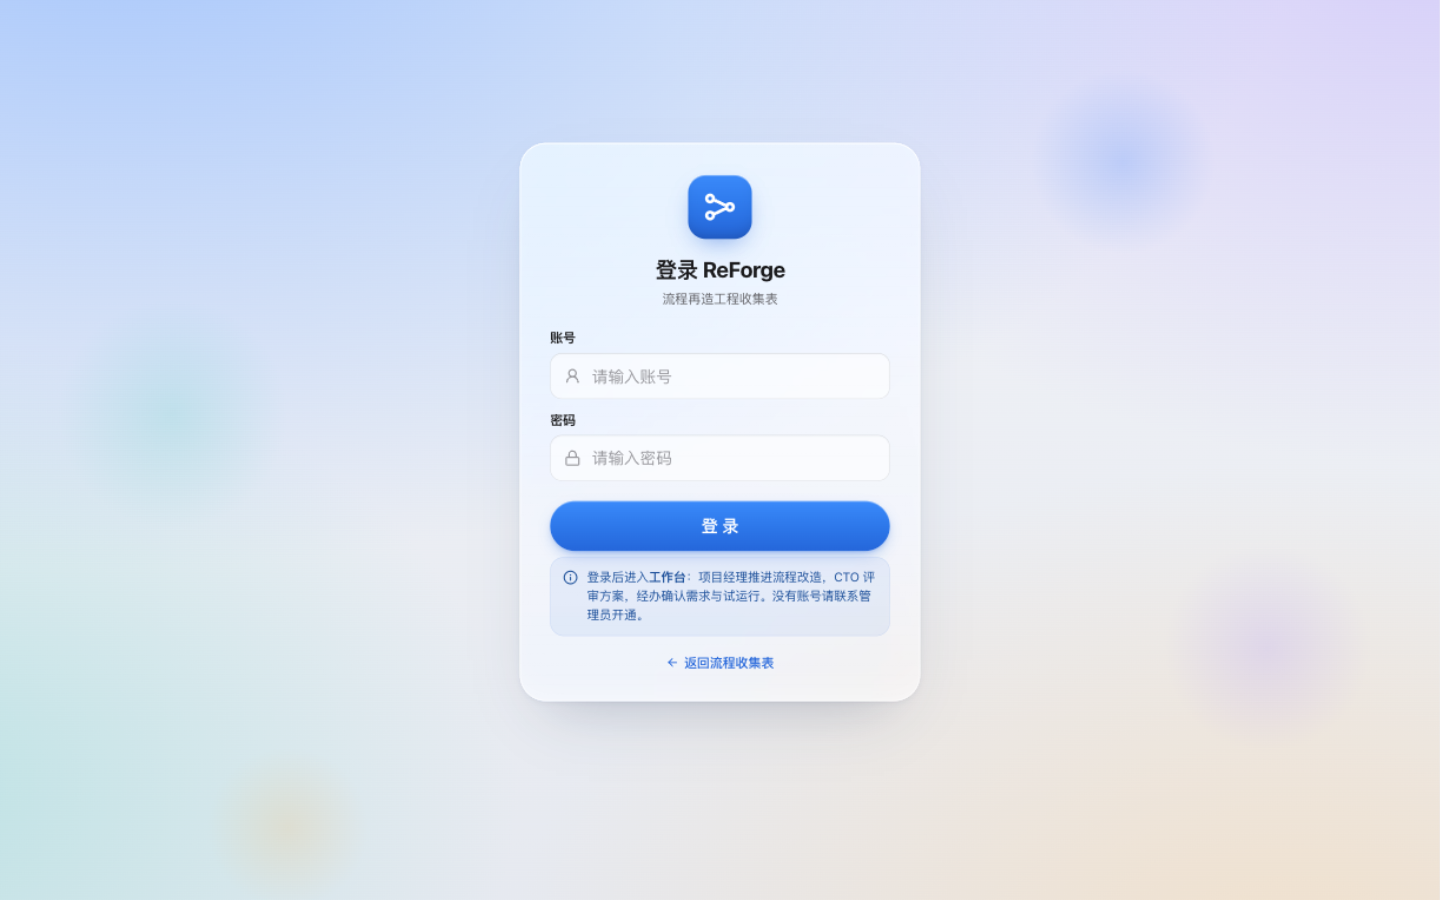 登录 ReForge
流程再造工程收集表
账号
请输入账号
密码
请输入密码
登 录
登录后进入工作台：项目经理推进流程改造，CTO 评
审方案，经办确认需求与试运行。没有账号请联系管
理员开通。
← 返回流程收集表